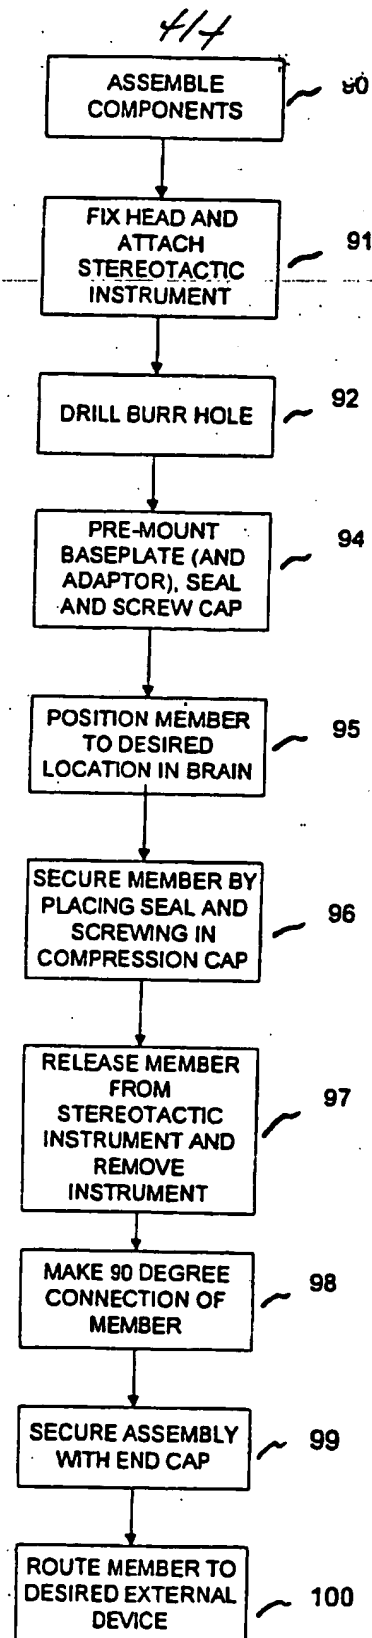 4/4
ASSEMBLE
COMPONENTS
90
FIX HEAD AND
ATTACH
STEREOTACTIC
INSTRUMENT
91
DRILL BURR HOLE
92
PRE-MOUNT
BASEPLATE (AND
ADAPTOR), SEAL
AND SCREW CAP
94
POSITION MEMBER
TO DESIRED
LOCATION IN BRAIN
95
SECURE MEMBER BY
PLACING SEAL AND
SCREWING IN
COMPRESSION CAP
96
RELEASE MEMBER
FROM
STEREOTACTIC
INSTRUMENT AND
REMOVE
INSTRUMENT
97
MAKE 90 DEGREE
CONNECTION OF
MEMBER
98
SECURE ASSEMBLY
WITH END CAP
99
ROUTE MEMBER TO
DESIRED EXTERNAL
DEVICE
100